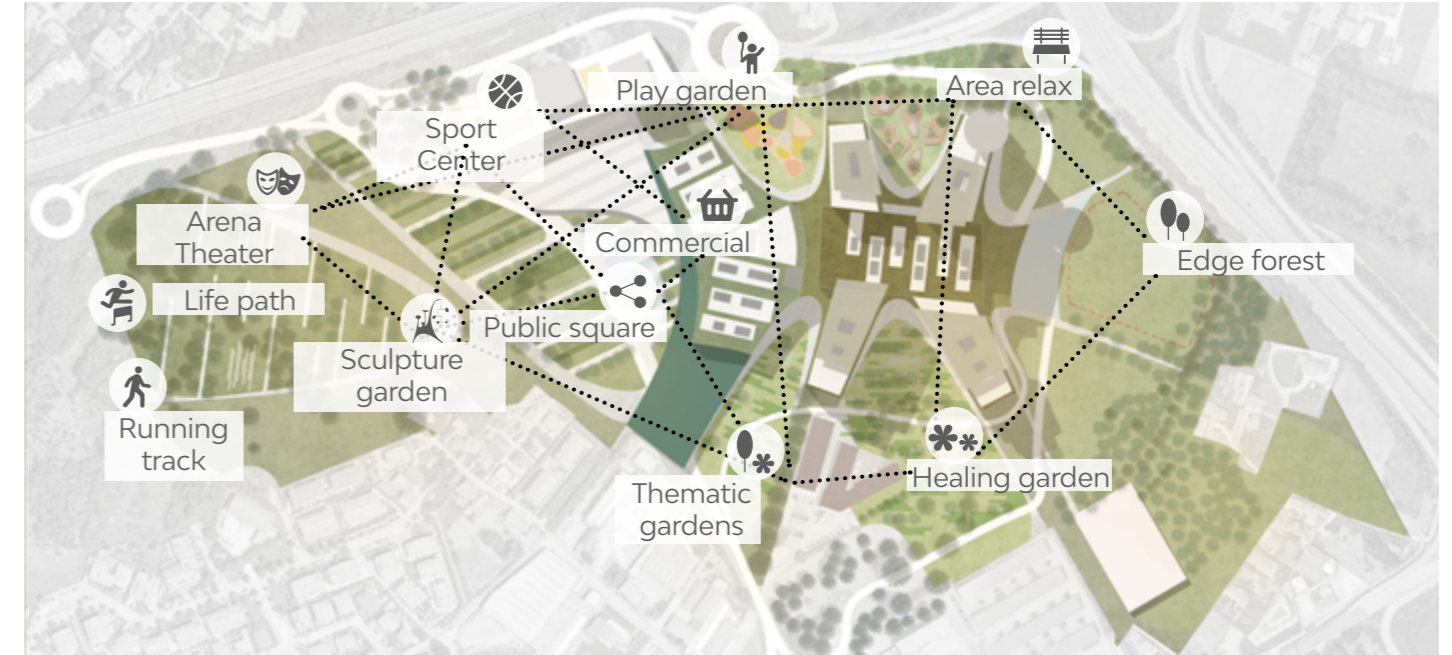 Play garden
Area relax
Sport
Center
Arena
Theater
Commercial
Edge forest
Life path
Public square
Sculpture
garden
Running
track
Healing garden
Thematic
gardens